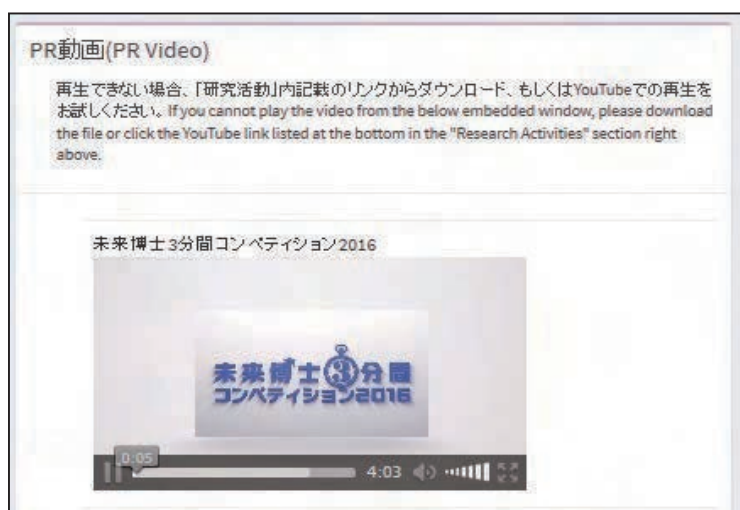 PR動画(PR Video)
再生できない場合、「研究活動」内記載のリンクからダウンロード、もしくはYouTubeでの再生を
お試しください。If you cannot play the video from the below embedded window, please download
the file or click the YouTube link listed at the bottom in the "Research Activities" section right
above.
未来博士3分間コンペティション2016
未来博士3分間
コンペティション2016
0:05
4:03